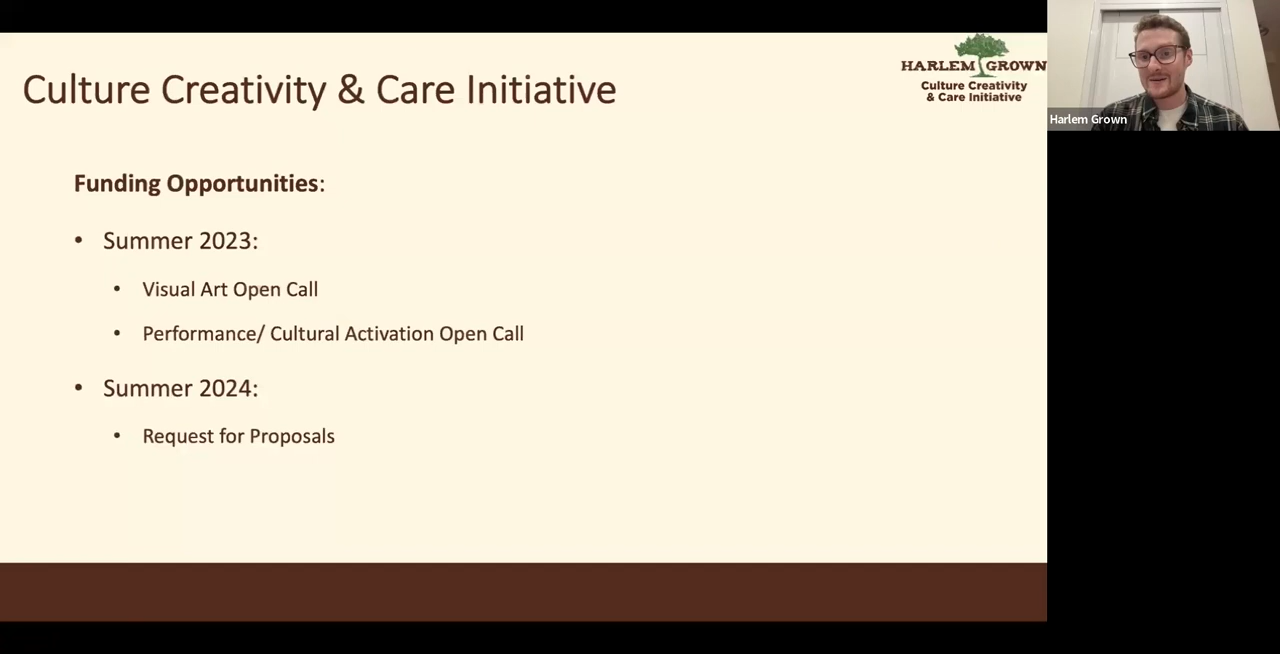 Culture Creativity & Care Initiative
HARLEM GROWN
Culture Creativity
& Care Initiative
Harlem Grown
Funding Opportunities:
• Summer 2023:
• Visual Art Open Call
• Performance/ Cultural Activation Open Call
• Summer 2024:
• Request for Proposals